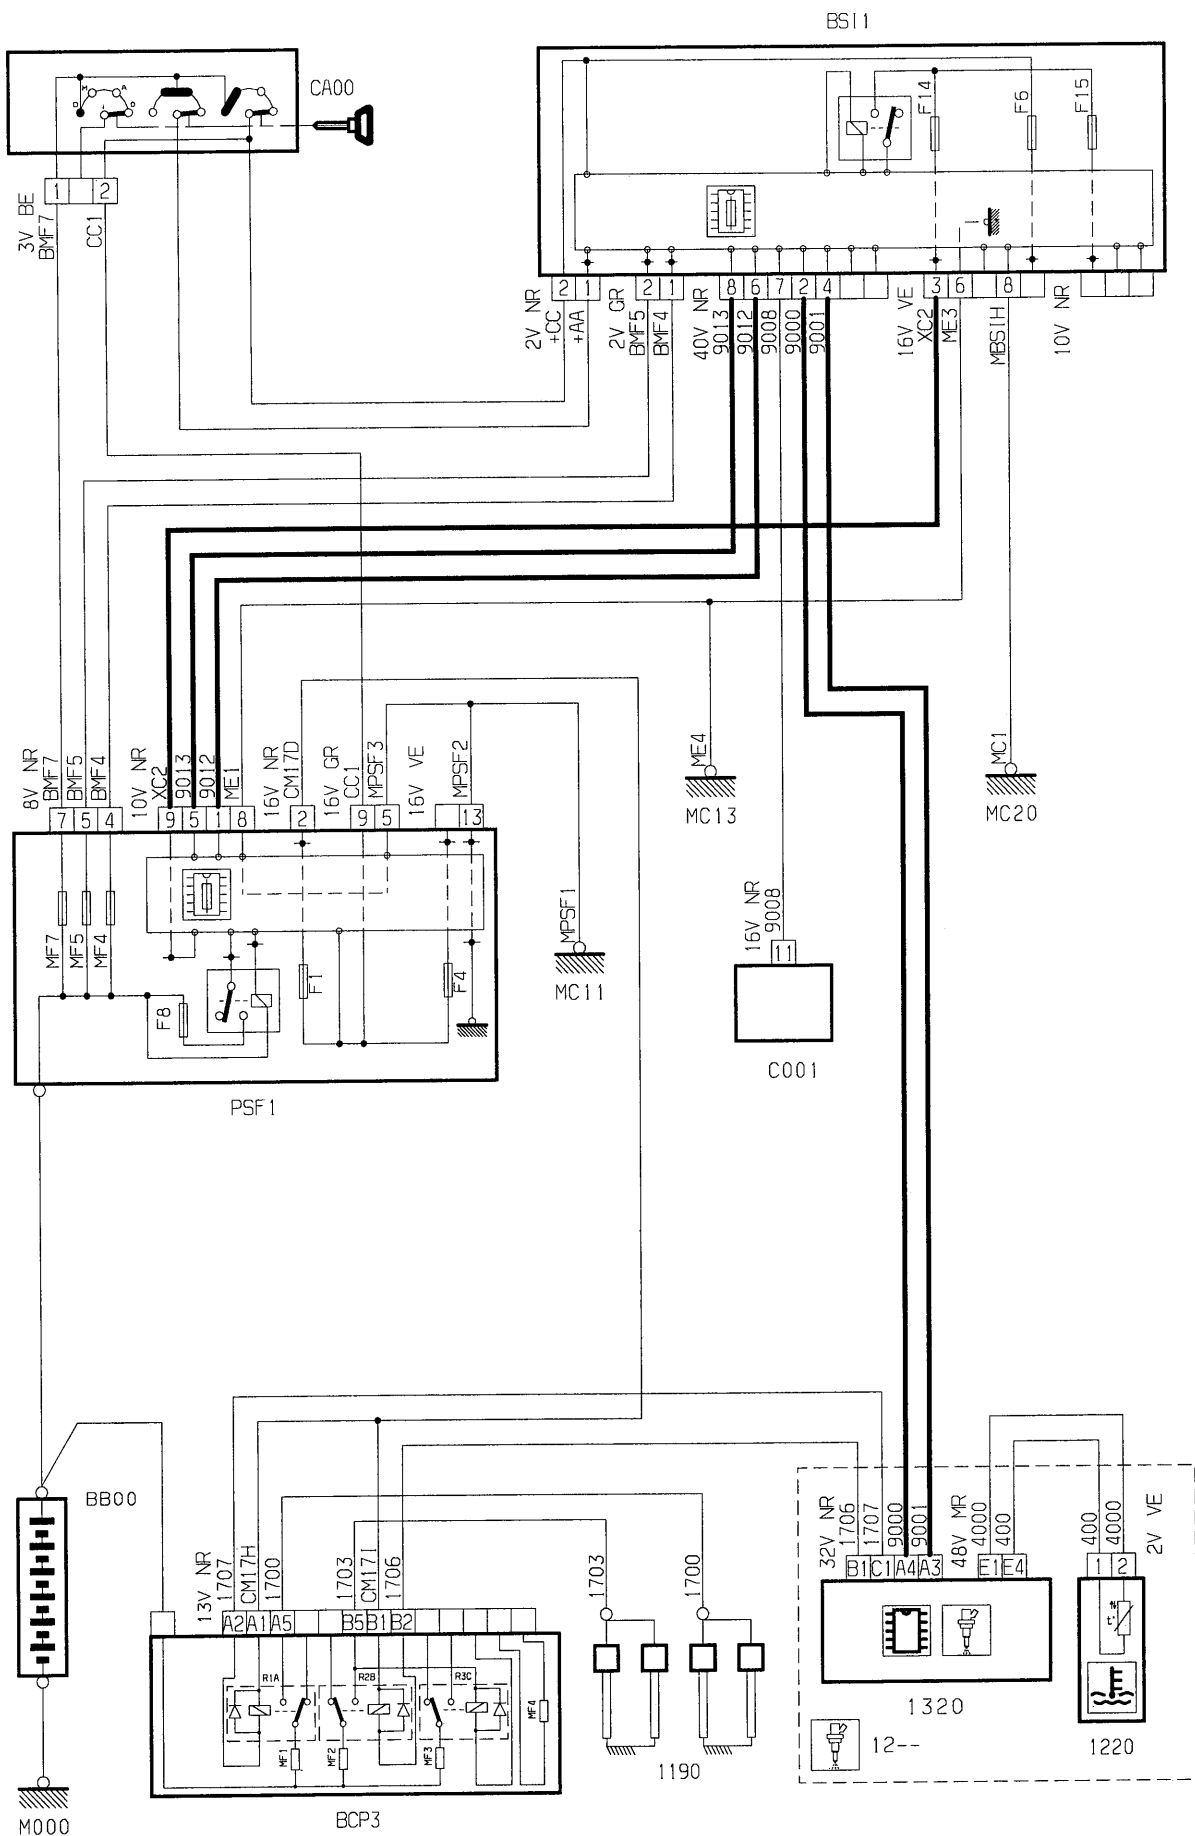 BSI1
CA00
M A
D
F14
F6
F15
1 2
3V BE
BMF7
CC1
2 1 2 1 8 6 7 2 4 3 6 8
2V NR
+CC
+AA
2V GR
BMF5
BMF4
40V NR
9013
9012
9008
9000
9001
16V VE
XC2
ME3
MBSIH
10V NR
8V NR
BMF7
BMF5
BMF4
10V NR
XC2
9013
9012
ME1
16V NR
CM17D
16V GR
CC1
MPSF3
16V VE
MPSF2
ME4
MC13
MC1
MC20
7 5 4 9 5 1 8 2 9 5 13
MF7
MF5
MF4
F8
F1
F4
MPSF1
MC11
PSF1
16V NR
9008
11
C001
BB00
M000
13V NR
1707
CM17H
1700
1703
CM17I
1706
A2 A1 A5 B5 B1 B2
R1A R2B R3C
MF1
MF2
MF3
MF4
BCP3
1703
1700
1190
32V NR
1706
1707
9000
9001
48V MR
4000
400
B1 C1 A4 A3 E1 E4
1320
12--
400
4000
2V VE
1 2
t°
1220